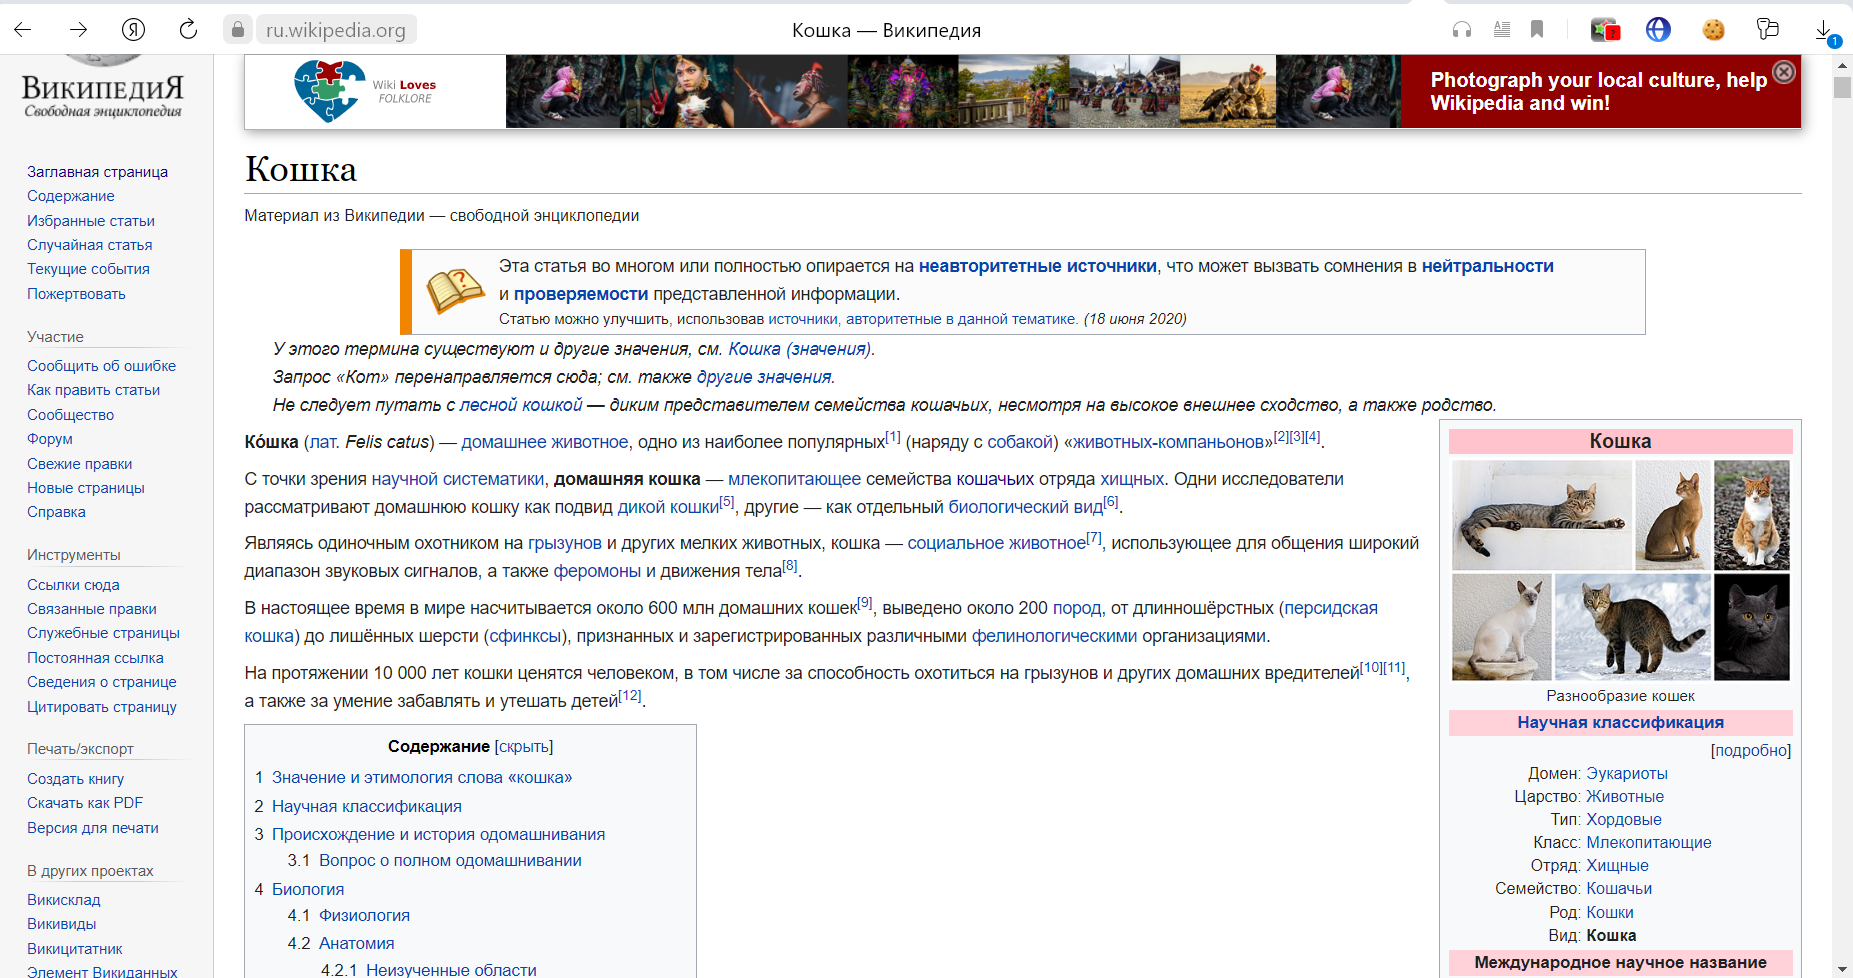 ru.wikipedia.org
Кошка — Википедия
1
ВикипедиЯ
Свободная энциклопедия
Заглавная страница
Содержание
Избранные статьи
Случайная статья
Текущие события
Пожертвовать
Участие
Сообщить об ошибке
Как править статьи
Сообщество
Форум
Свежие правки
Новые страницы
Справка
Инструменты
Ссылки сюда
Связанные правки
Служебные страницы
Постоянная ссылка
Сведения о странице
Цитировать страницу
Печать/экспорт
Создать книгу
Скачать как PDF
Версия для печати
В других проектах
Викисклад
Викивиды
Викицитатник
Элемент Викиданных
Wiki Loves
FOLKLORE
Photograph your local culture, help
Wikipedia and win!
Кошка
Материал из Википедии — свободной энциклопедии
Эта статья во многом или полностью опирается на неавторитетные источники, что может вызвать сомнения в нейтральности
и проверяемости представленной информации.
Статью можно улучшить, использовав источники, авторитетные в данной тематике. (18 июня 2020)
У этого термина существуют и другие значения, см. Кошка (значения).
Запрос «Кот» перенаправляется сюда; см. также другие значения.
Не следует путать с лесной кошкой — диким представителем семейства кошачьих, несмотря на высокое внешнее сходство, а также родство.
Ко́шка (лат. Felis catus) — домашнее животное, одно из наиболее популярных[1] (наряду с собакой) «животных-компаньонов»[2][3][4].
С точки зрения научной систематики, домашняя кошка — млекопитающее семейства кошачьих отряда хищных. Одни исследователи
рассматривают домашнюю кошку как подвид дикой кошки[5], другие — как отдельный биологический вид[6].
Являясь одиночным охотником на грызунов и других мелких животных, кошка — социальное животное[7], использующее для общения широкий
диапазон звуковых сигналов, а также феромоны и движения тела[8].
В настоящее время в мире насчитывается около 600 млн домашних кошек[9], выведено около 200 пород, от длинношёрстных (персидская
кошка) до лишённых шерсти (сфинксы), признанных и зарегистрированных различными фелинологическими организациями.
На протяжении 10 000 лет кошки ценятся человеком, в том числе за способность охотиться на грызунов и других домашних вредителей[10][11],
а также за умение забавлять и утешать детей[12].
Содержание [скрыть]
1 Значение и этимология слова «кошка»
2 Научная классификация
3 Происхождение и история одомашнивания
3.1 Вопрос о полном одомашнивании
4 Биология
4.1 Физиология
4.2 Анатомия
4.2.1 Неизученные области
Кошка
Разнообразие кошек
Научная классификация
[подробно]
Домен: Эукариоты
Царство: Животные
Тип: Хордовые
Класс: Млекопитающие
Отряд: Хищные
Семейство: Кошачьи
Род: Кошки
Вид: Кошка
Международное научное название